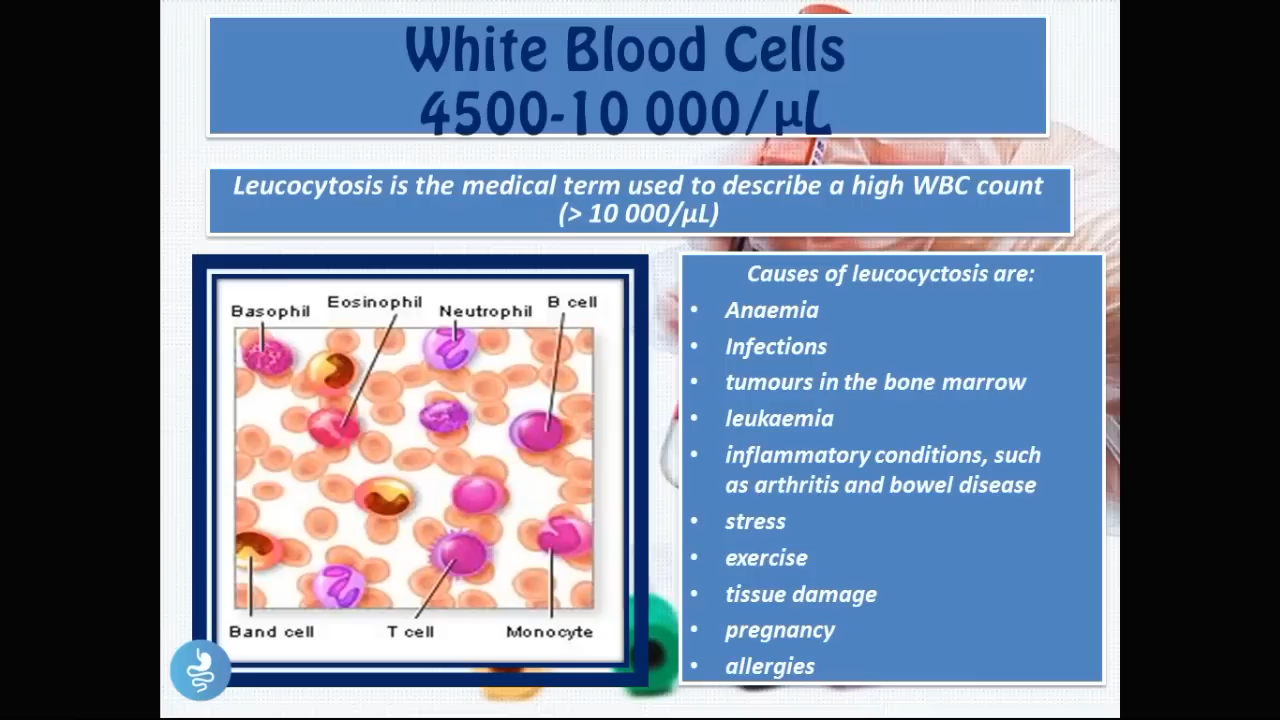 White Blood Cells
4500-10 000/µL
Leucocytosis is the medical term used to describe a high WBC count
(> 10 000/µL)
Basophil
Eosinophil
Neutrophil
B cell
Band cell
T cell
Monocyte
Causes of leucocyctosis are:
• Anaemia
• Infections
• tumours in the bone marrow
• leukaemia
• inflammatory conditions, such
as arthritis and bowel disease
• stress
• exercise
• tissue damage
• pregnancy
• allergies